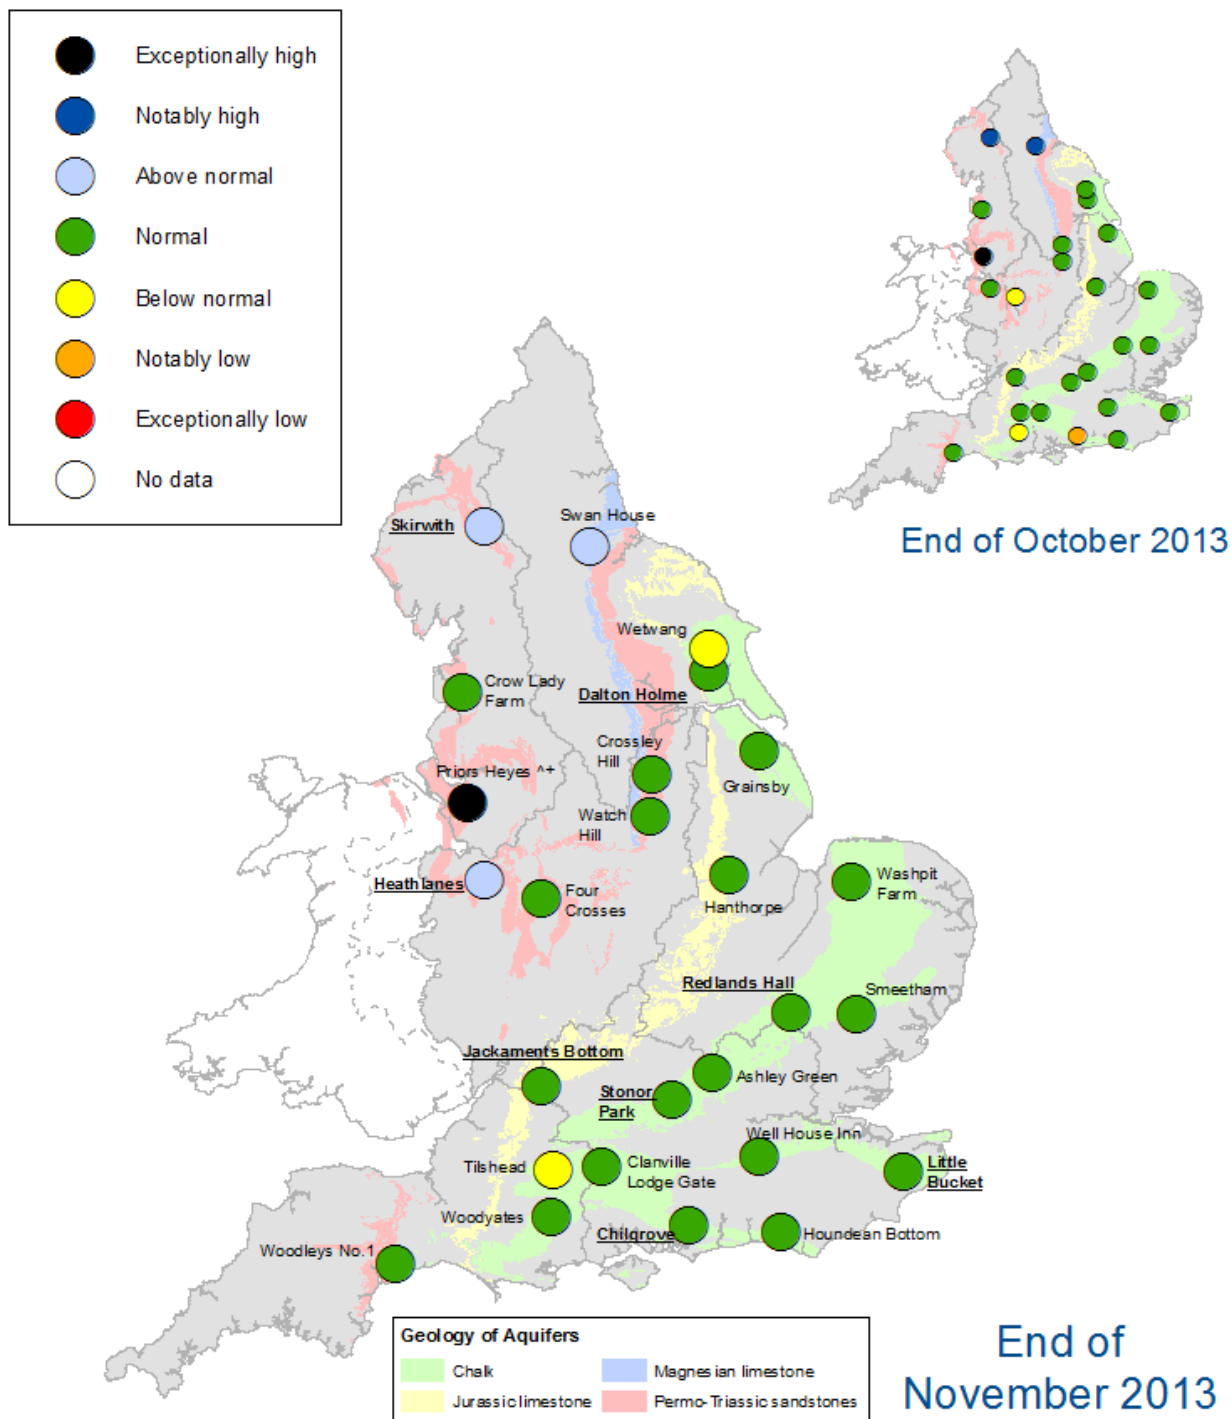 Exceptionally high
Notably high
Above normal
Normal
Below normal
Notably low
Exceptionally low
No data
End of October 2013
Skirwith
Swan House
Wetwang
Dalton Holme
Crow Lady
Farm
Crossley
Hill
Grainsby
Priors Heyes ^+
Watch
Hill
Heathlanes
Four
Crosses
Hanthorpe
Washpit
Farm
Redlands Hall
Smeetham
Jackament's Bottom
Stonor
Park
Ashley Green
Well House Inn
Tilshead
Clanville
Lodge Gate
Little
Bucket
Woodyates
Chilgrove
Houndean Bottom
Woodleys No.1
Geology of Aquifers
Chalk
Magnesian limestone
Jurassic limestone
Permo-Triassic sandstones
End of
November 2013